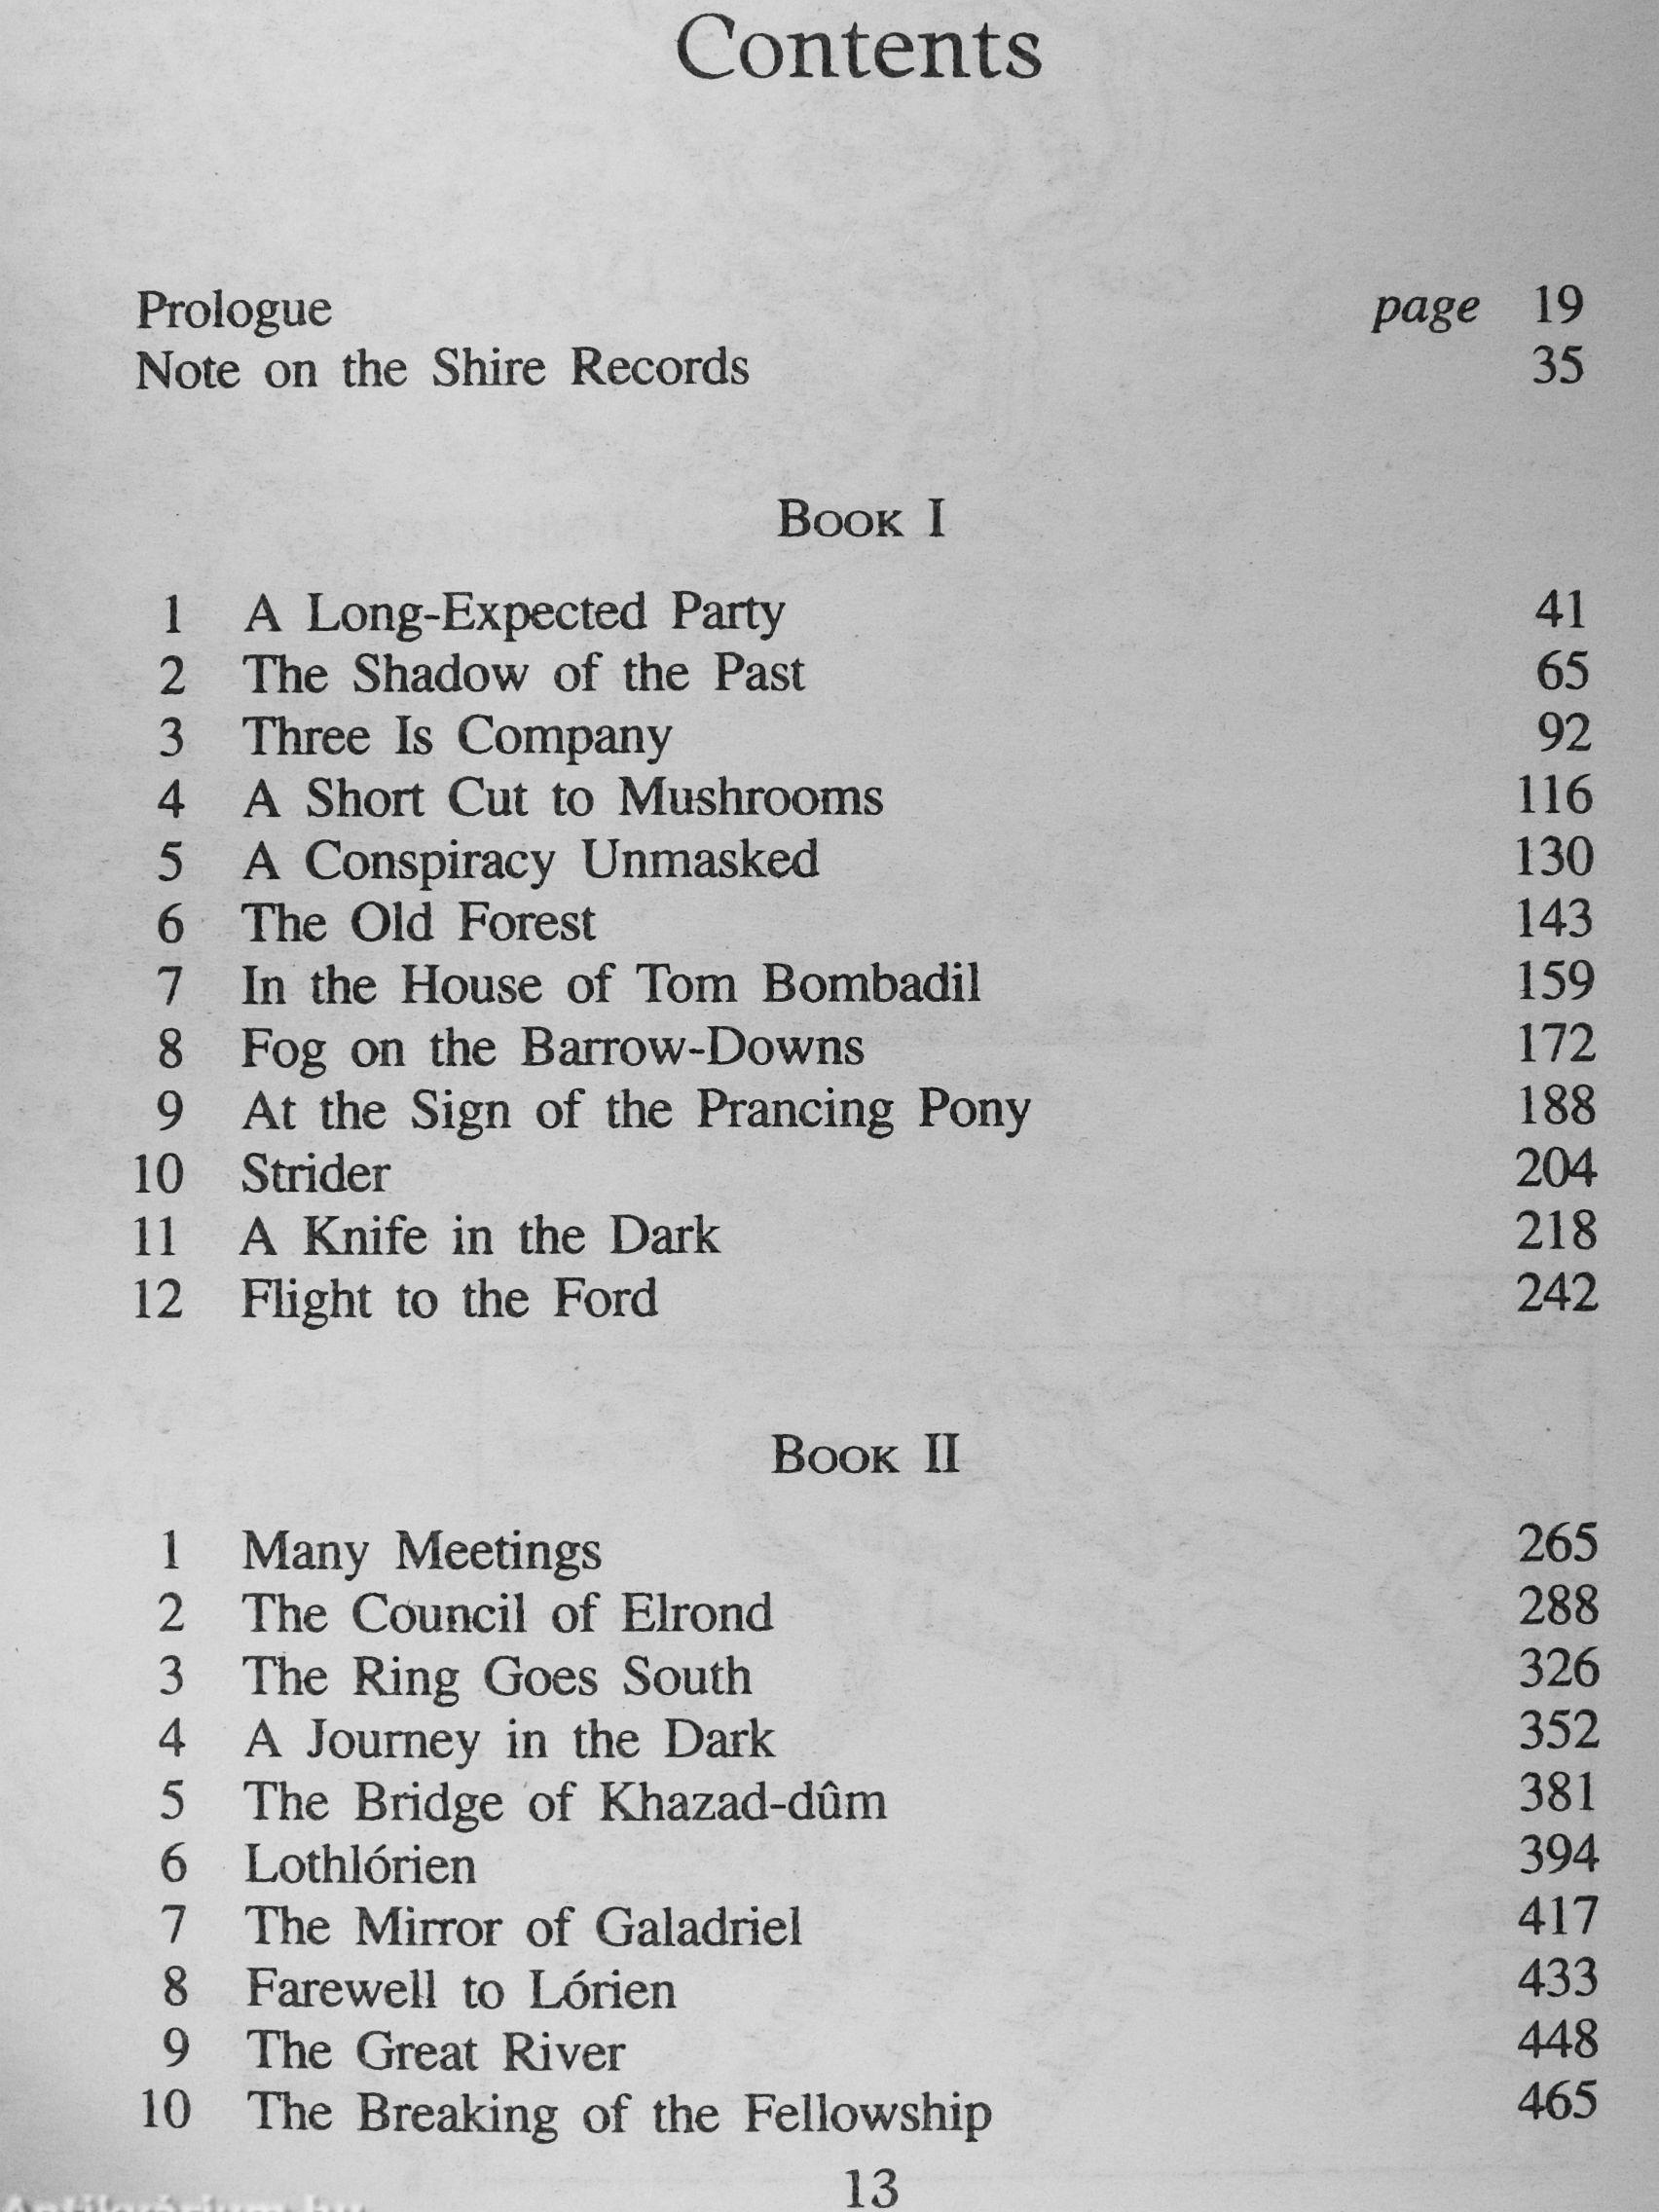 Contents
Prologue page 19
Note on the Shire Records 35
BOOK I
1 A Long-Expected Party 41
2 The Shadow of the Past 65
3 Three Is Company 92
4 A Short Cut to Mushrooms 116
5 A Conspiracy Unmasked 130
6 The Old Forest 143
7 In the House of Tom Bombadil 159
8 Fog on the Barrow-Downs 172
9 At the Sign of the Prancing Pony 188
10 Strider 204
11 A Knife in the Dark 218
12 Flight to the Ford 242
BOOK II
1 Many Meetings 265
2 The Council of Elrond 288
3 The Ring Goes South 326
4 A Journey in the Dark 352
5 The Bridge of Khazad-dûm 381
6 Lothlórien 394
7 The Mirror of Galadriel 417
8 Farewell to Lórien 433
9 The Great River 448
10 The Breaking of the Fellowship 465
13